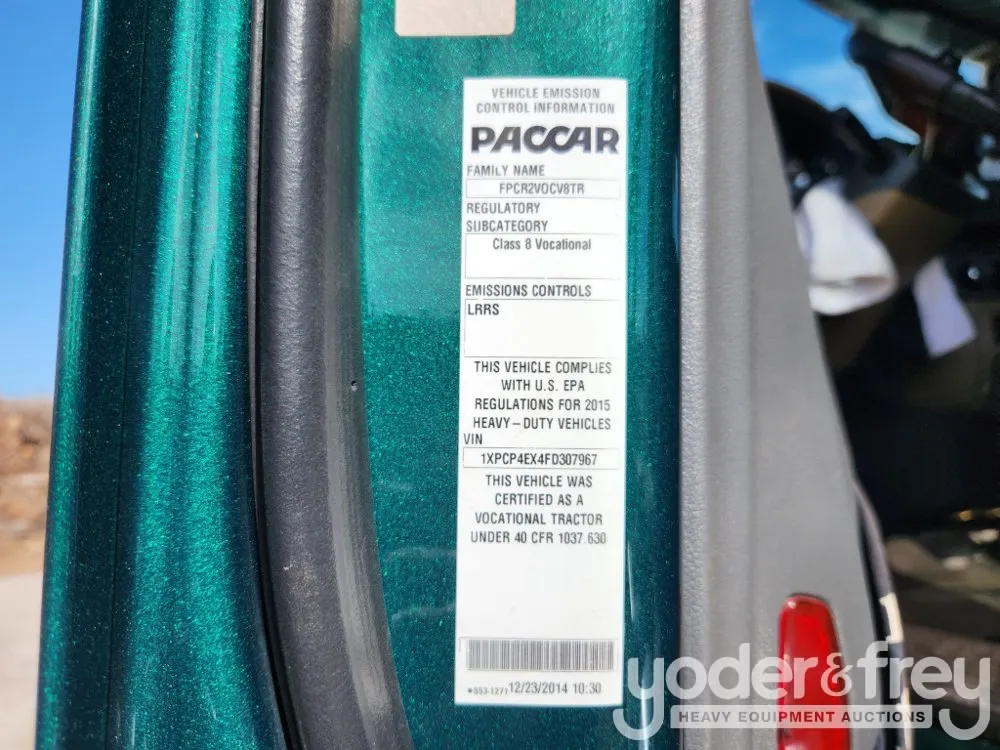 VEHICLE EMISSION
CONTROL INFORMATION
PACCAR
FAMILY NAME
FPCR2VOCV8TR
REGULATORY
SUBCATEGORY
Class 8 Vocational
EMISSIONS CONTROLS
LRRS
THIS VEHICLE COMPLIES
WITH U.S. EPA
REGULATIONS FOR 2015
HEAVY-DUTY VEHICLES
VIN
1XPCP4EX4FD307967
THIS VEHICLE WAS
CERTIFIED AS A
VOCATIONAL TRACTOR
UNDER 40 CFR 1037.630
*S53-1271 12/23/2014 10:30
yoder&frey
HEAVY EQUIPMENT AUCTIONS